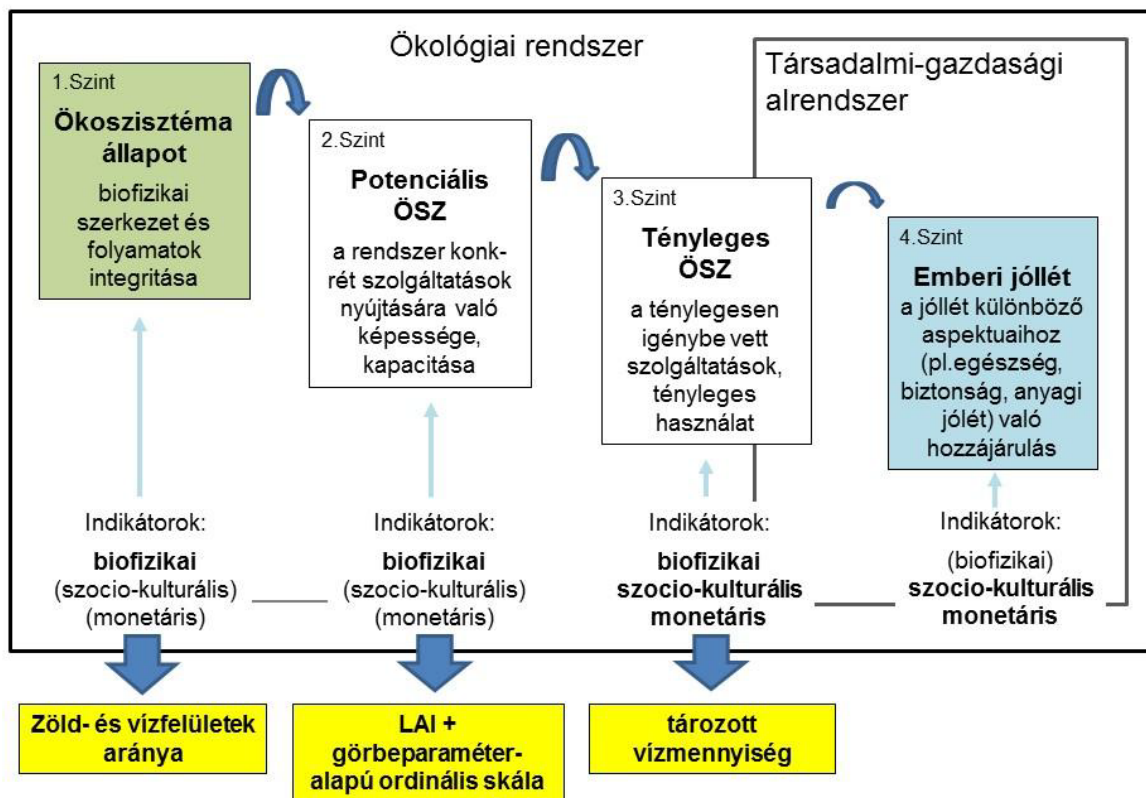 Ökológiai rendszer
Társadalmi-gazdasági
alrendszer
1.Szint
Ökoszisztéma
állapot
biofizikai
szerkezet és
folyamatok
integritása
2.Szint
Potenciális
ÖSZ
a rendszer konk-
rét szolgáltatások
nyújtására való
képessége,
kapacitása
3.Szint
Tényleges
ÖSZ
a ténylegesen
igénybe vett
szolgáltatások,
tényleges
használat
4.Szint
Emberi jóllét
a jóllét különböző
aspektuaihoz
(pl.egészség,
biztonság, anyagi
jólét) való
hozzájárulás
Indikátorok:
biofizikai
(szocio-kulturális)
(monetáris)
Indikátorok:
biofizikai
(szocio-kulturális)
(monetáris)
Indikátorok:
biofizikai
szocio-kulturális
monetáris
Indikátorok:
(biofizikai)
szocio-kulturális
monetáris
Zöld- és vízfelületek
aránya
LAI +
görbeparaméter-
alapú ordinális skála
tározott
vízmennyiség